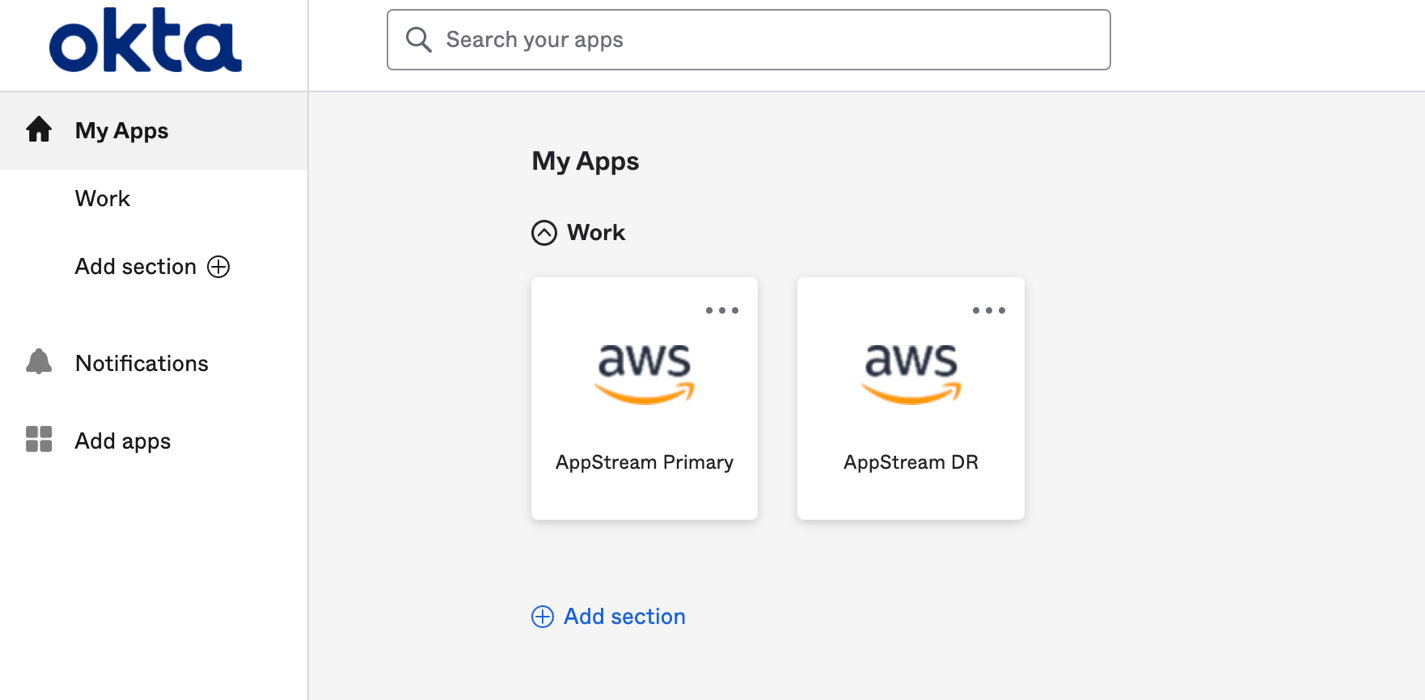 okta
Search your apps
My Apps
Work
Add section
Notifications
Add apps
My Apps
Work
aws
AppStream Primary
aws
AppStream DR
Add section